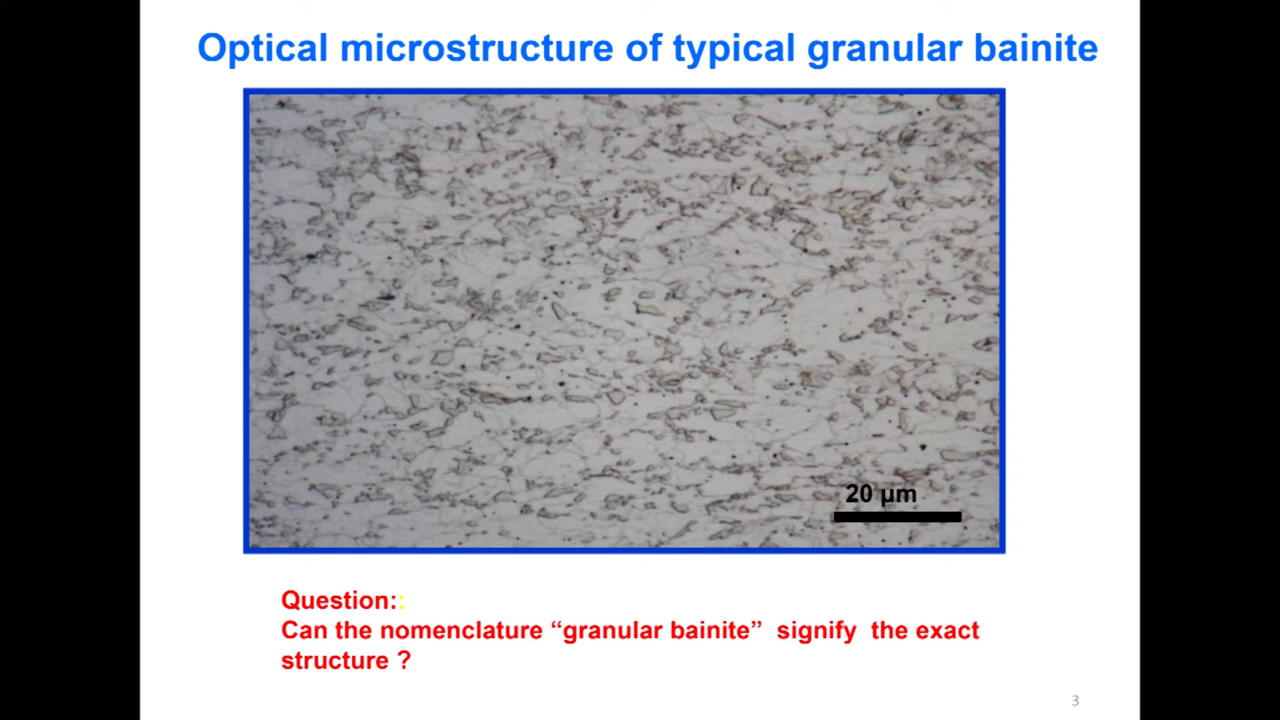 Optical microstructure of typical granular bainite
20 µm
Question::
Can the nomenclature “granular bainite” signify the exact
structure ?
3